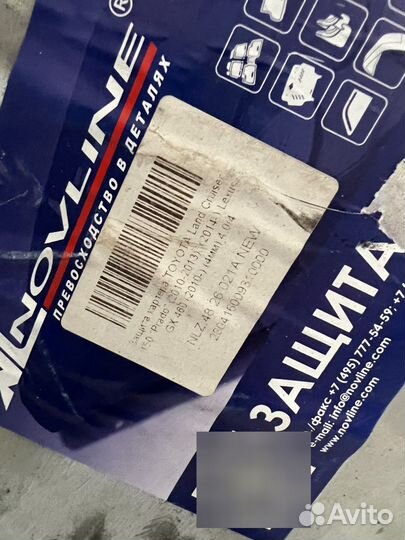 NOVLINE®
ПРЕВОСХОДСТВО В ДЕТАЛЯХ
Защита картера TOYOTA Land Cruiser
150 "Prado" (2010-2013)
GX 460 (2010-) (4мм) 4,0/4
NLZ.48.26.021A NEW
ЗАЩИТА
факс +7 (495) 777-54-59; +7
e-mail: info@novline.com
www.novline.com
Avito